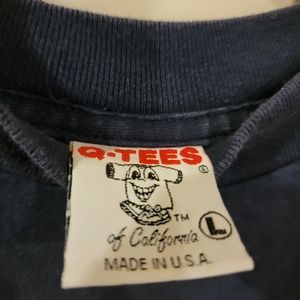 Q-TEES
®
TM
of California
L
MADE IN U.S.A.